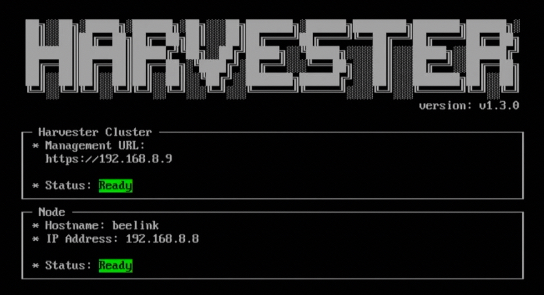 HARVESTER
version: v1.3.0
Harvester Cluster
* Management URL:
https://192.168.8.9
* Status: Ready
Node
* Hostname: beelink
* IP Address: 192.168.8.8
* Status: Ready